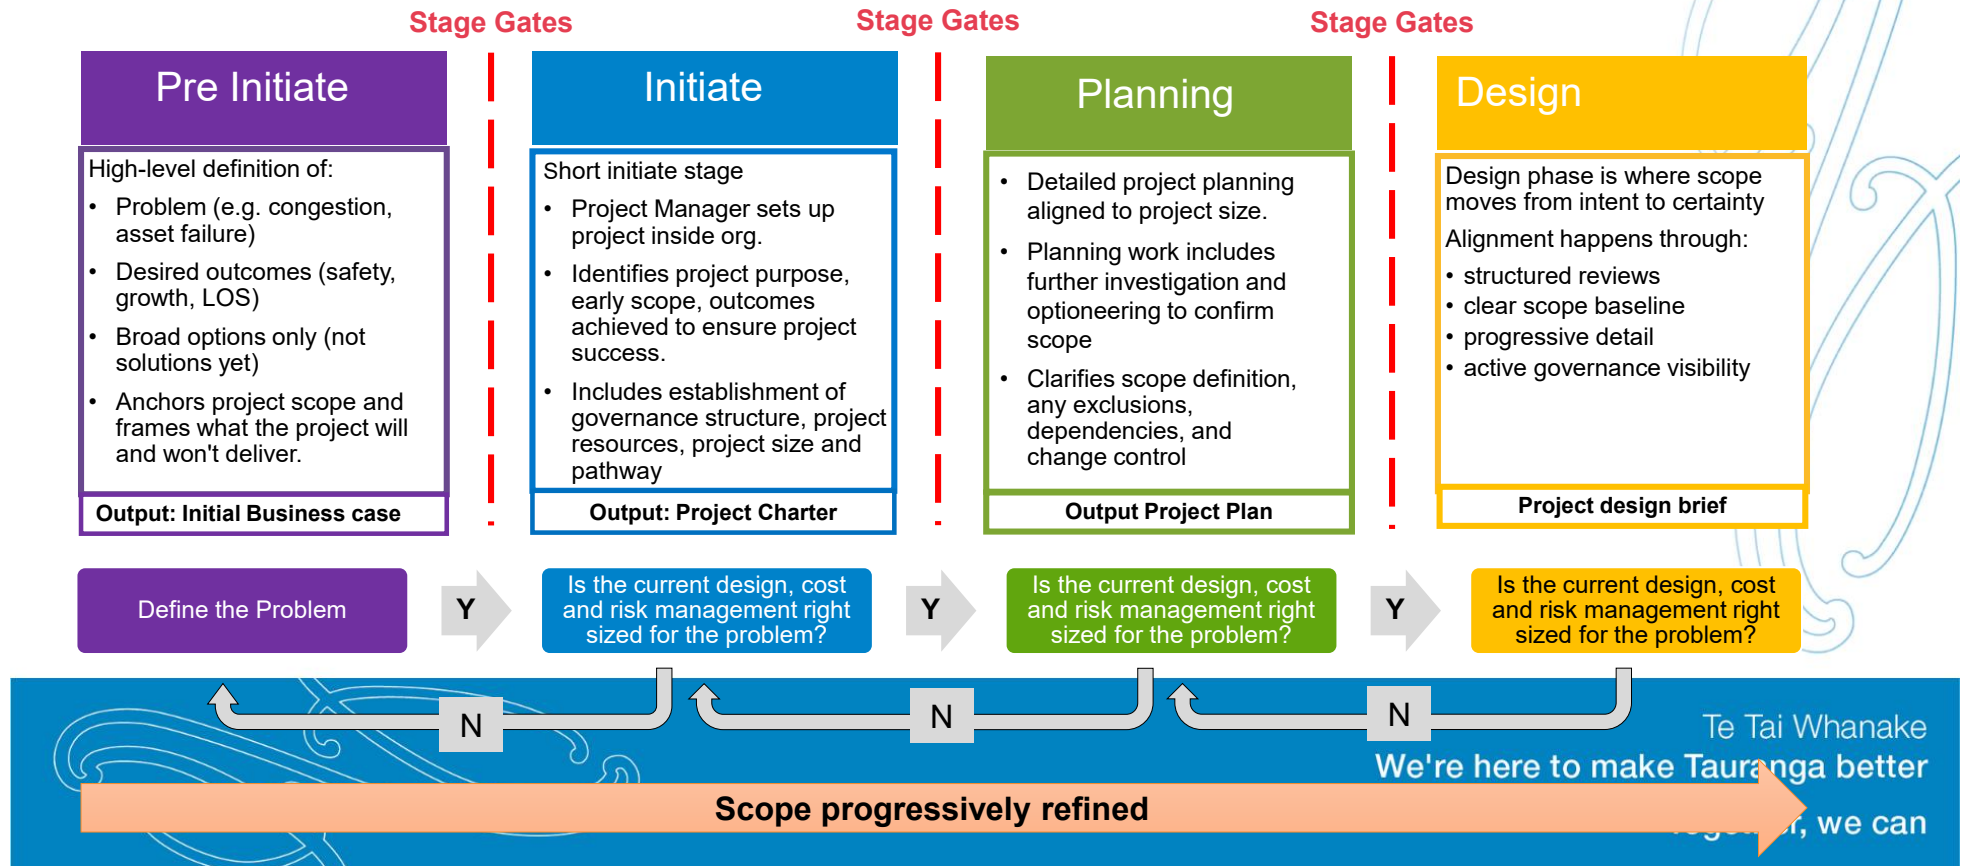 Stage Gates
Stage Gates
Stage Gates
Pre Initiate
High-level definition of:
• Problem (e.g. congestion,
asset failure)
• Desired outcomes (safety,
growth, LOS)
• Broad options only (not
solutions yet)
• Anchors project scope and
frames what the project will
and won't deliver.
Output: Initial Business case
Initiate
Short initiate stage
• Project Manager sets up
project inside org.
• Identifies project purpose,
early scope, outcomes
achieved to ensure project
success.
• Includes establishment of
governance structure, project
resources, project size and
pathway
Output: Project Charter
Planning
• Detailed project planning
aligned to project size.
• Planning work includes
further investigation and
optioneering to confirm
scope
• Clarifies scope definition,
any exclusions,
dependencies, and
change control
Output Project Plan
Design
Design phase is where scope
moves from intent to certainty
Alignment happens through:
• structured reviews
• clear scope baseline
• progressive detail
• active governance visibility
Project design brief
Define the Problem
Y
Is the current design, cost
and risk management right
sized for the problem?
Y
Is the current design, cost
and risk management right
sized for the problem?
Y
Is the current design, cost
and risk management right
sized for the problem?
N
N
N
Te Tai Whanake
We're here to make Tauranga better
we can
Scope progressively refined